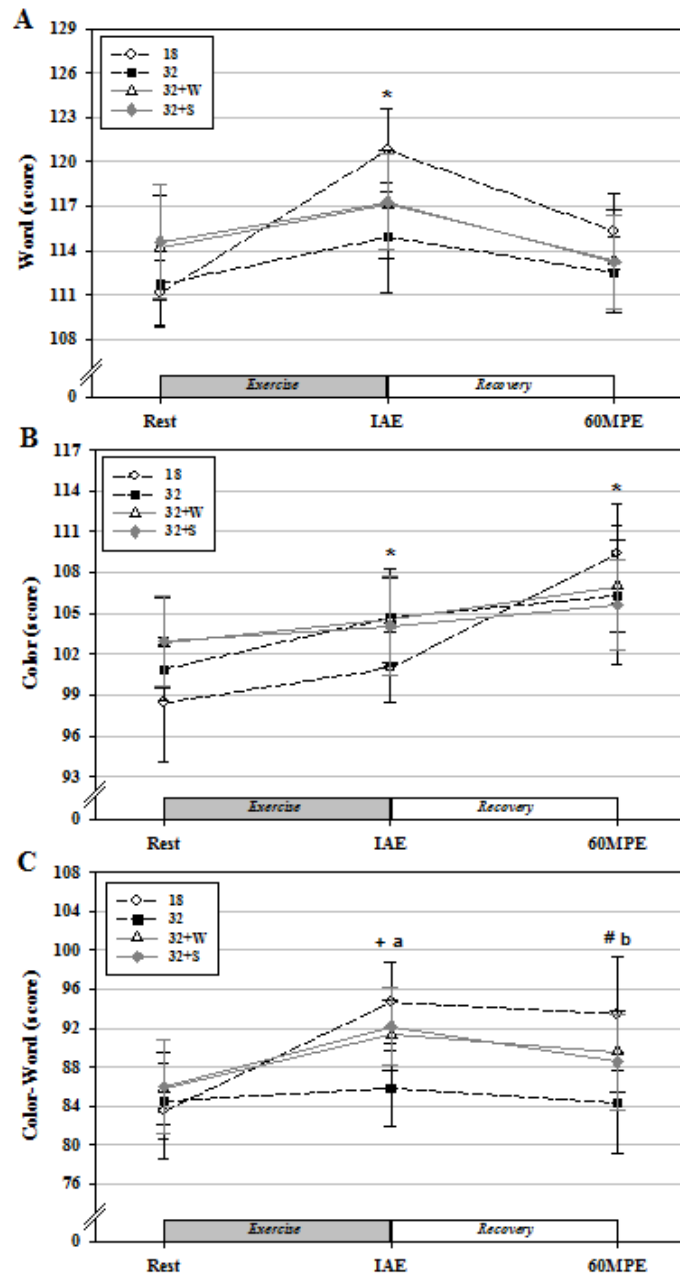 A
129
126
123
120
117
114
111
108
0
Word (score)
18
32
32+W
32+S
*
Exercise
Recovery
Rest
IAE
60MPE
B
117
114
111
108
105
102
99
96
93
0
Color (score)
18
32
32+W
32+S
*
*
Exercise
Recovery
Rest
IAE
60MPE
C
108
104
100
96
92
88
84
80
76
0
Color-Word (score)
18
32
32+W
32+S
+ a
# b
Exercise
Recovery
Rest
IAE
60MPE